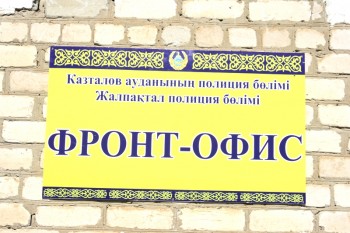 Казталов ауданының полиция бөлімі
Жалпақтал полиция бөлімі
ФРОНТ-ОФИС